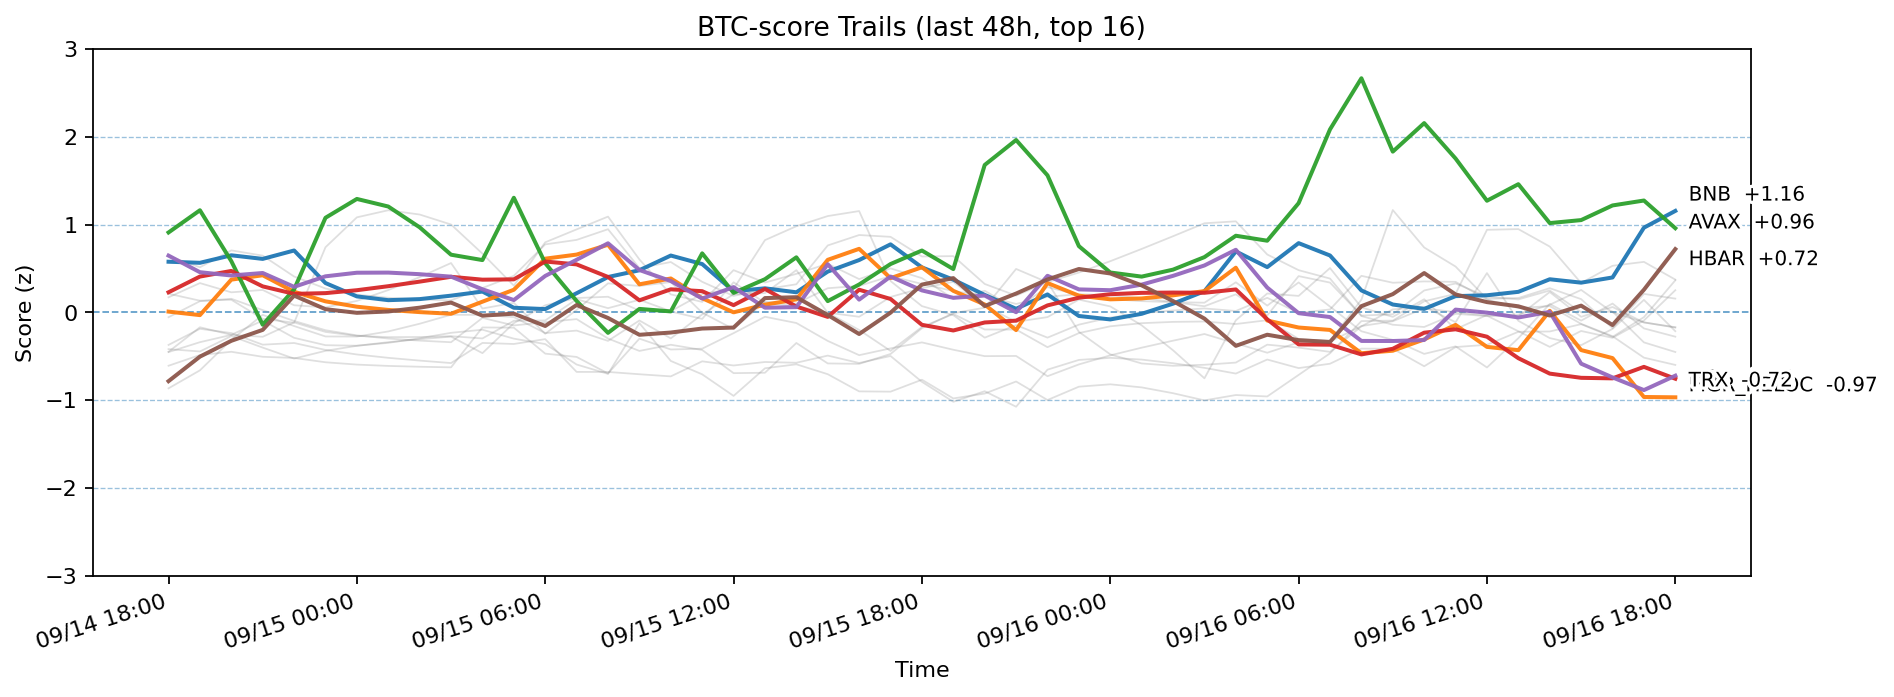 BTC-score Trails (last 48h, top 16)
Score (z)
3
2
1
0
−1
−2
−3
BNB +1.16
AVAX +0.96
HBAR +0.72
TRX -0.72
-0.97
09/14 18:00
09/15 00:00
09/15 06:00
09/15 12:00
09/15 18:00
09/16 00:00
09/16 06:00
09/16 12:00
09/16 18:00
Time